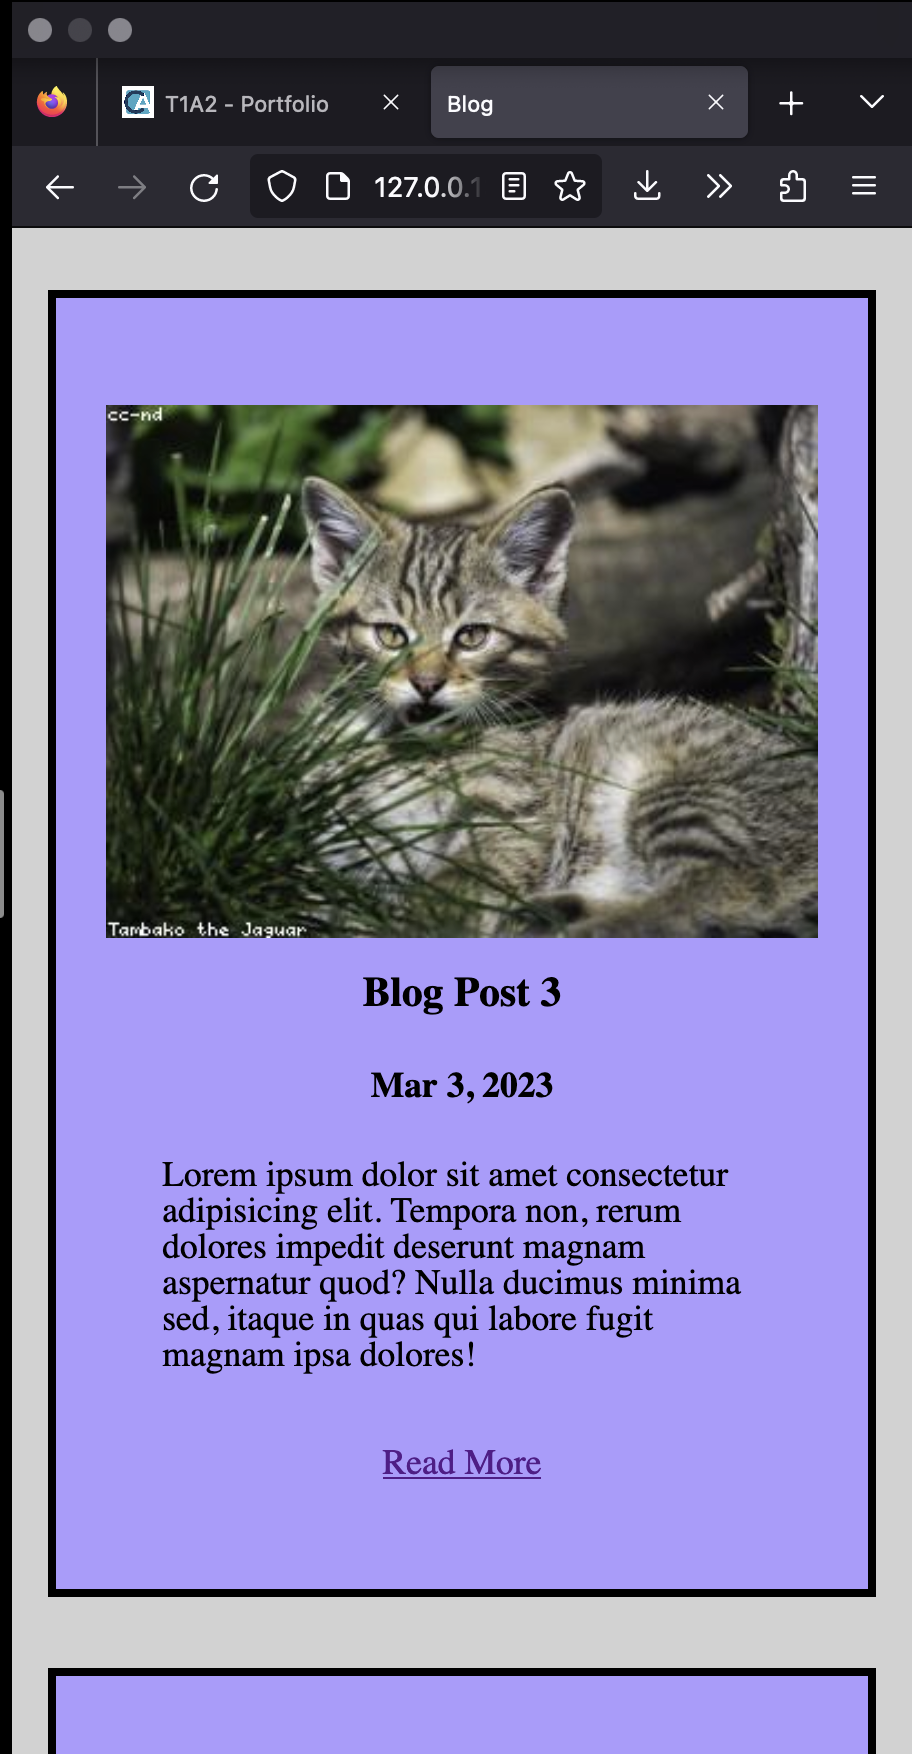 T1A2 - Portfolio
Blog
127.0.0.1
cc-nd
Tambako the Jaguar
Blog Post 3
Mar 3, 2023
Lorem ipsum dolor sit amet consectetur
adipisicing elit. Tempora non, rerum
dolores impedit deserunt magnam
aspernatur quod? Nulla ducimus minima
sed, itaque in quas qui labore fugit
magnam ipsa dolores!
Read More